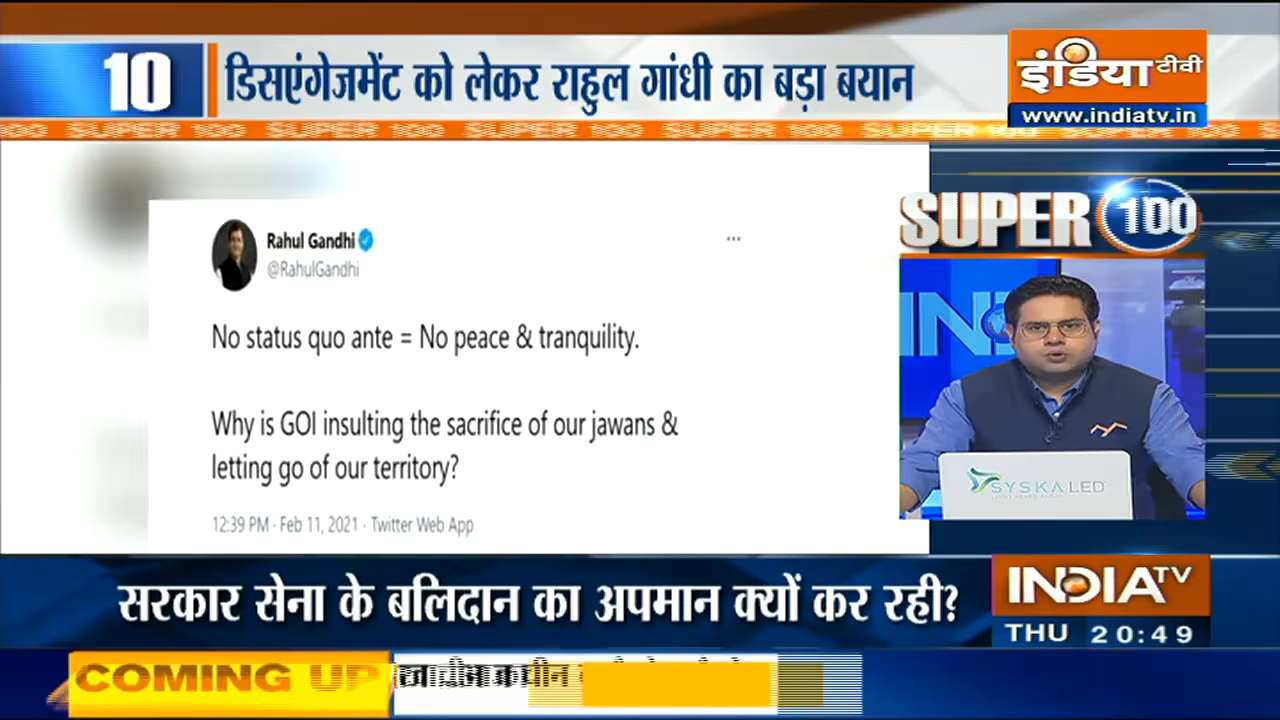 10
डिसएंगेजमेंट को लेकर राहुल गांधी का बड़ा बयान
इंडिया टीवी
www.indiatv.in
SUPER 100 SUPER 100 SUPER 100 SUPER 100 SUPER 100 SUPER 100
SUPER 100
Rahul Gandhi
@RahulGandhi
...
No status quo ante = No peace & tranquility.
Why is GOI insulting the sacrifice of our jawans &
letting go of our territory?
12:39 PM · Feb 11, 2021 · Twitter Web App
SYSKA LED
सरकार सेना के बलिदान का अपमान क्यों कर रही?
INDIA TV
THU 20:49
COMING UP